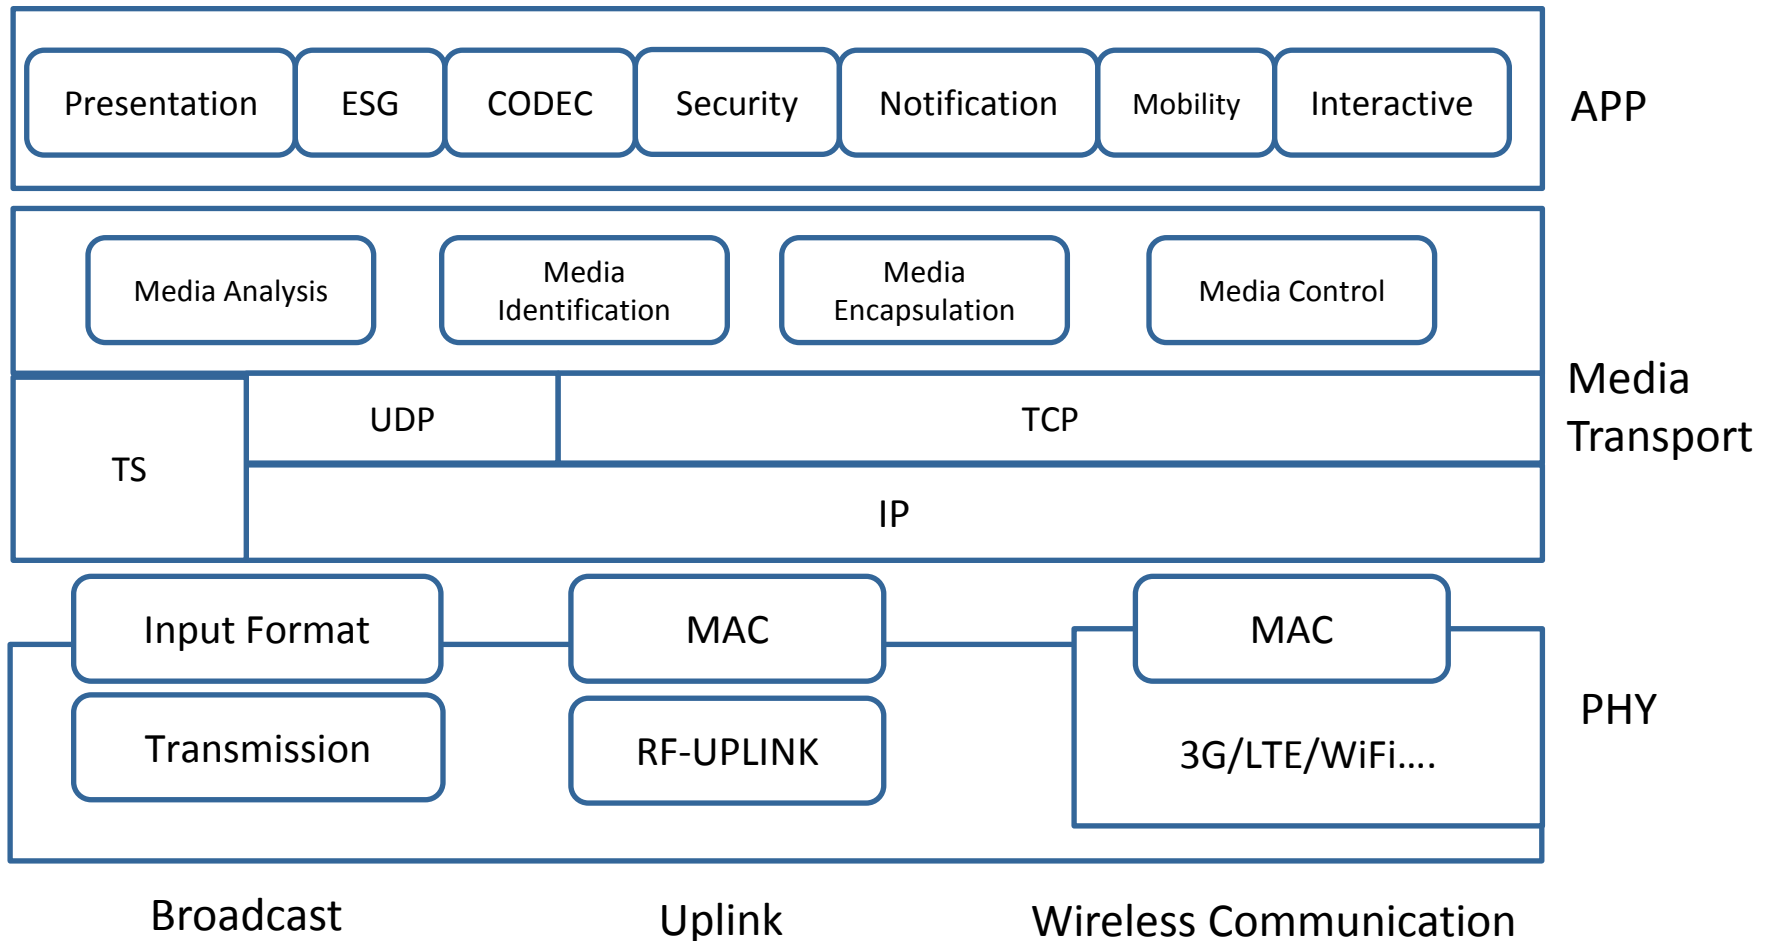 Presentation
ESG
CODEC
Security
Notification
Mobility
Interactive
APP
Media Analysis
Media
Identification
Media
Encapsulation
Media Control
Media
Transport
TS
UDP
TCP
IP
Input Format
MAC
MAC
Transmission
RF-UPLINK
3G/LTE/WiFi....
PHY
Broadcast
Uplink
Wireless Communication